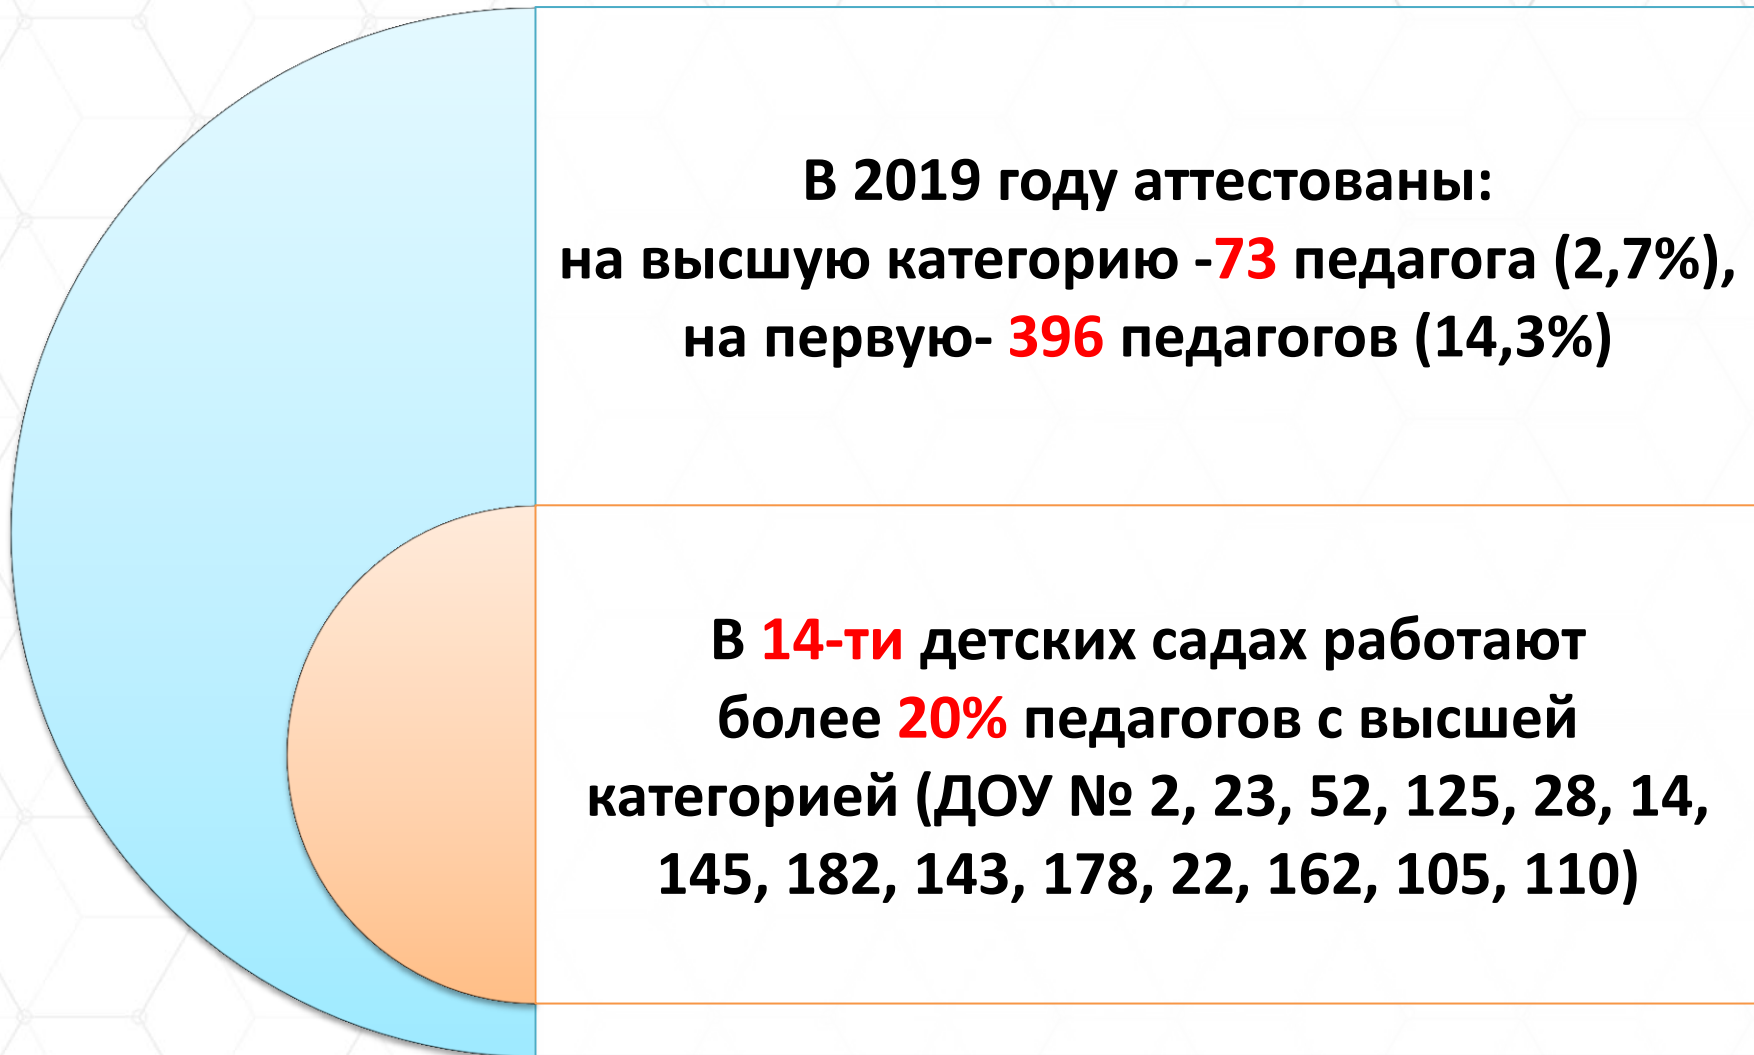 В 2019 году аттестованы:
на высшую категорию -73 педагога (2,7%),
на первую- 396 педагогов (14,3%)
В 14-ти детских садах работают
более 20% педагогов с высшей
категорией (ДОУ № 2, 23, 52, 125, 28, 14,
145, 182, 143, 178, 22, 162, 105, 110)